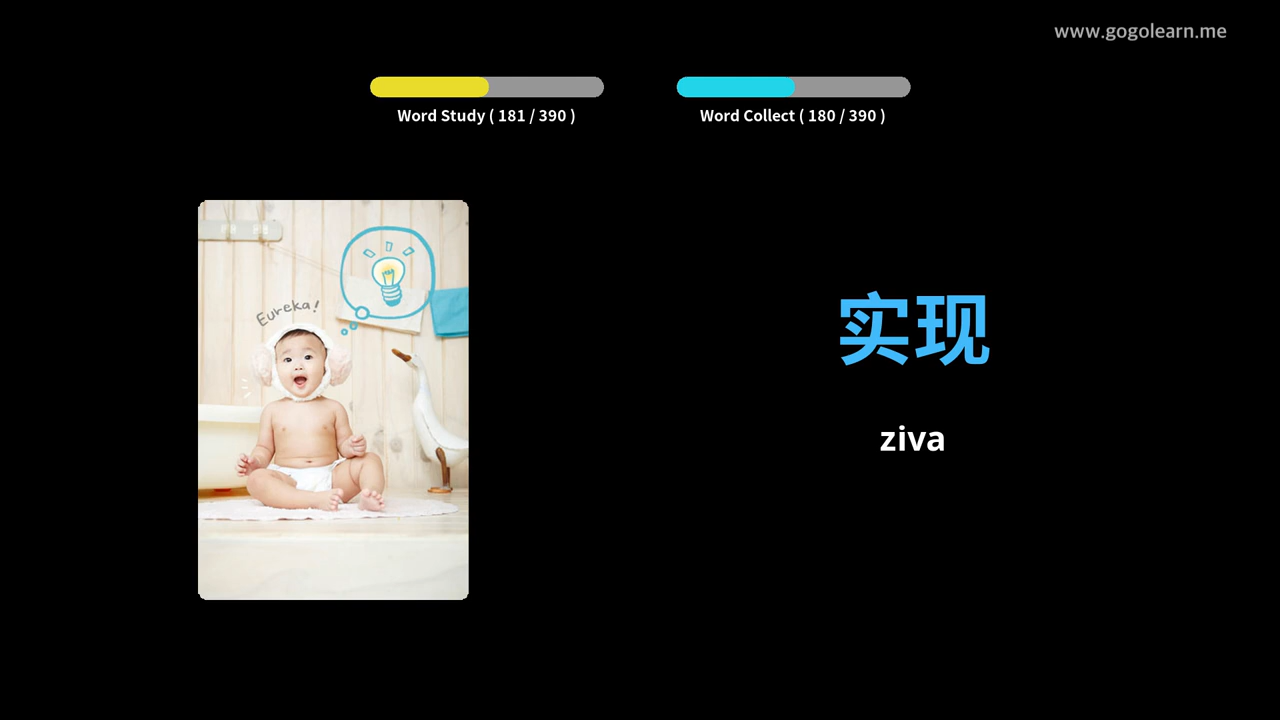 www.gogolearn.me
Word Study ( 181 / 390 )
Word Collect ( 180 / 390 )
Eureka!
实现
ziva